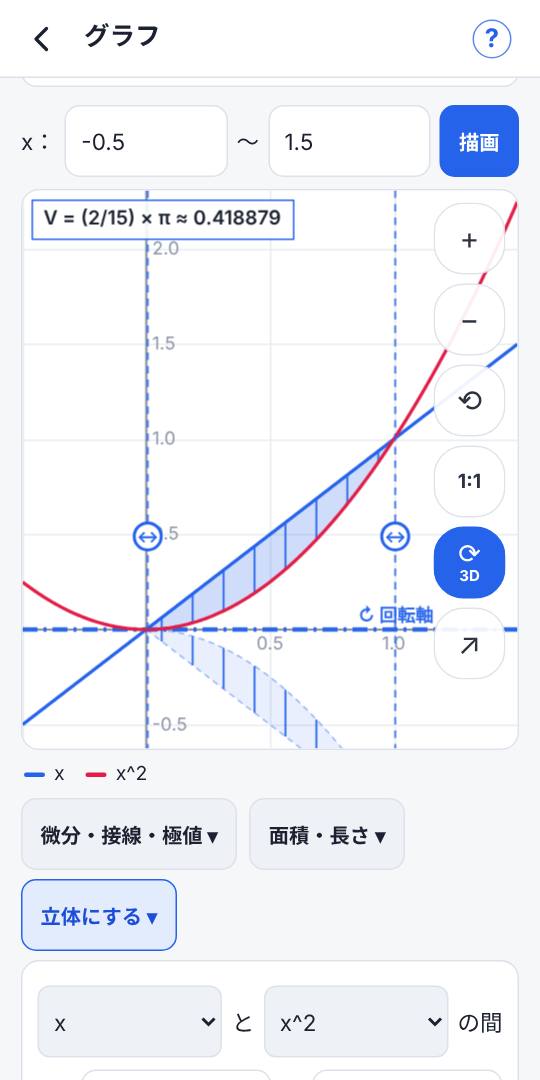 グラフ
?
x： -0.5 〜 1.5 描画
V = (2/15) × π ≈ 0.418879
+
2.0
−
1.5
⟲
1.0
1:1
.5
⟳
3D
↻ 回転軸
0.5
1.0
-0.5
x x^2
微分・接線・極値 ▾ 面積・長さ ▾
立体にする ▾
x と x^2 の間